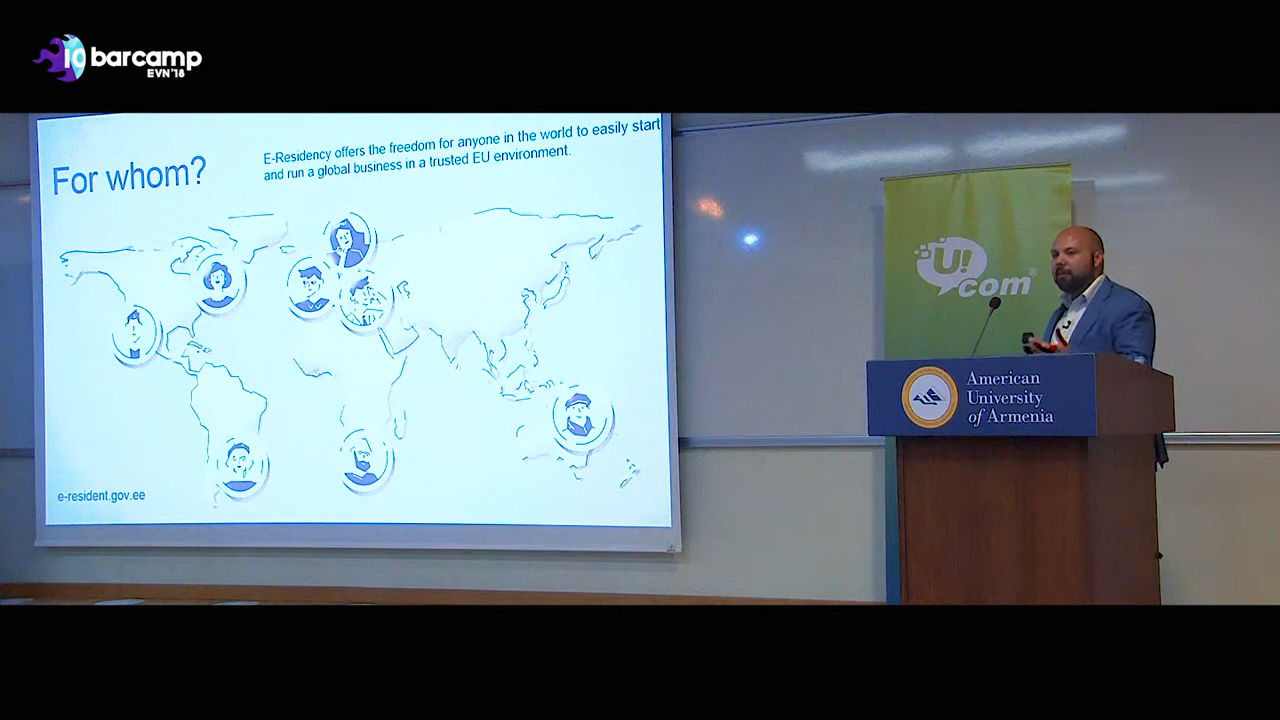 10 barcamp
EVN'18
For whom?
E-Residency offers the freedom for anyone in the world to easily start
and run a global business in a trusted EU environment.
e-resident.gov.ee
U!
com®
American
University
of Armenia